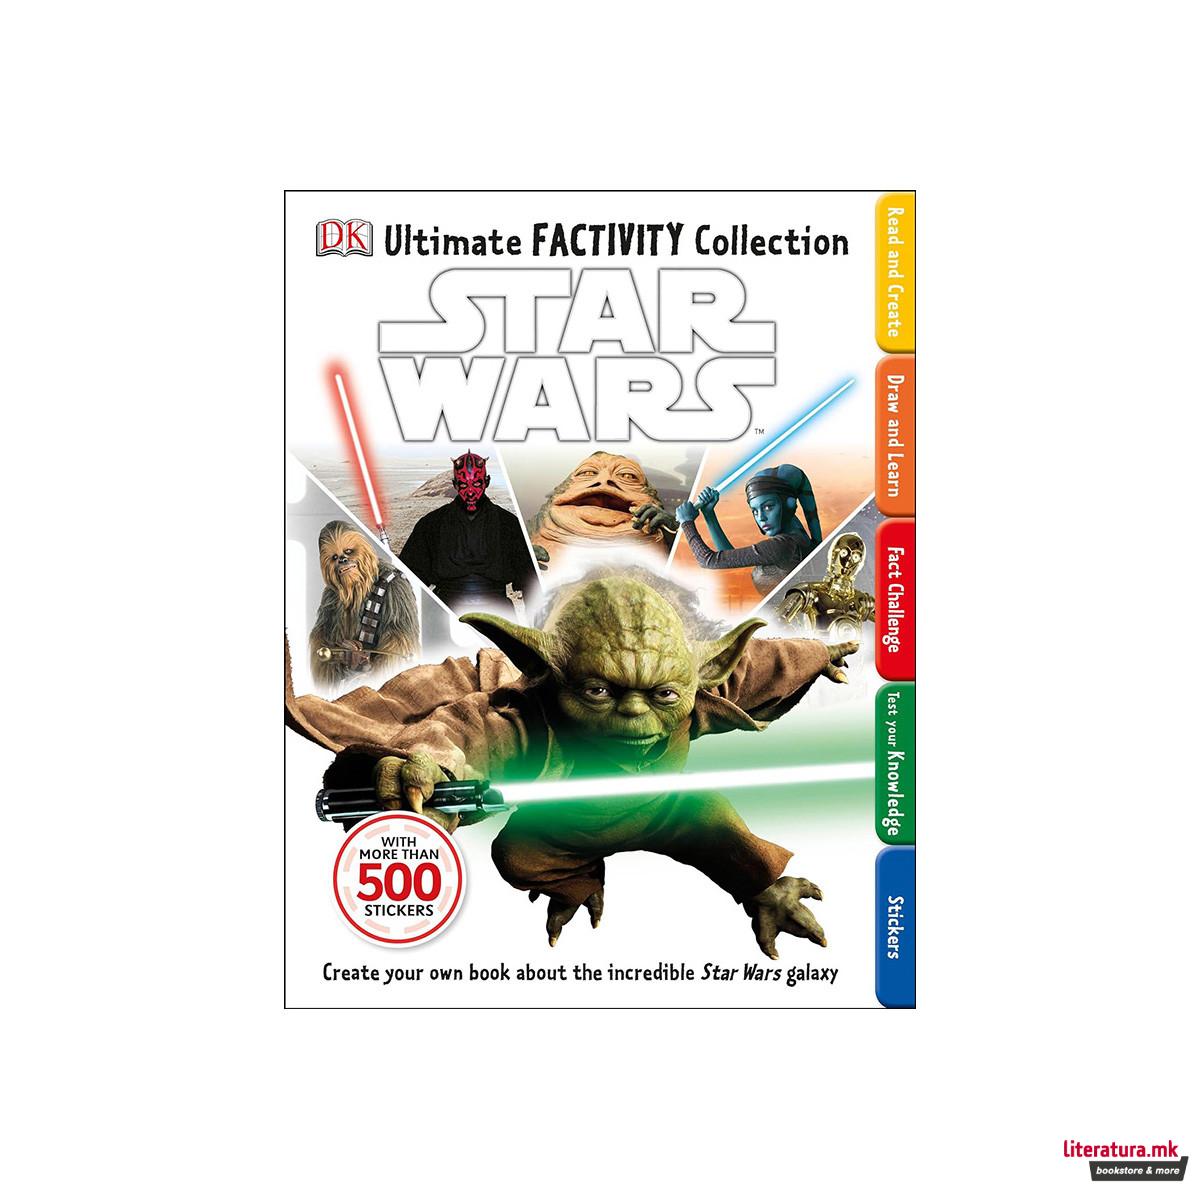 DK Ultimate FACTIVITY Collection
STAR
WARS
TM
WITH
MORE THAN
500
STICKERS
Create your own book about the incredible Star Wars galaxy
Read and Create
Draw and Learn
Fact Challenge
Test your Knowledge
Stickers
literatura.mk
bookstore & more